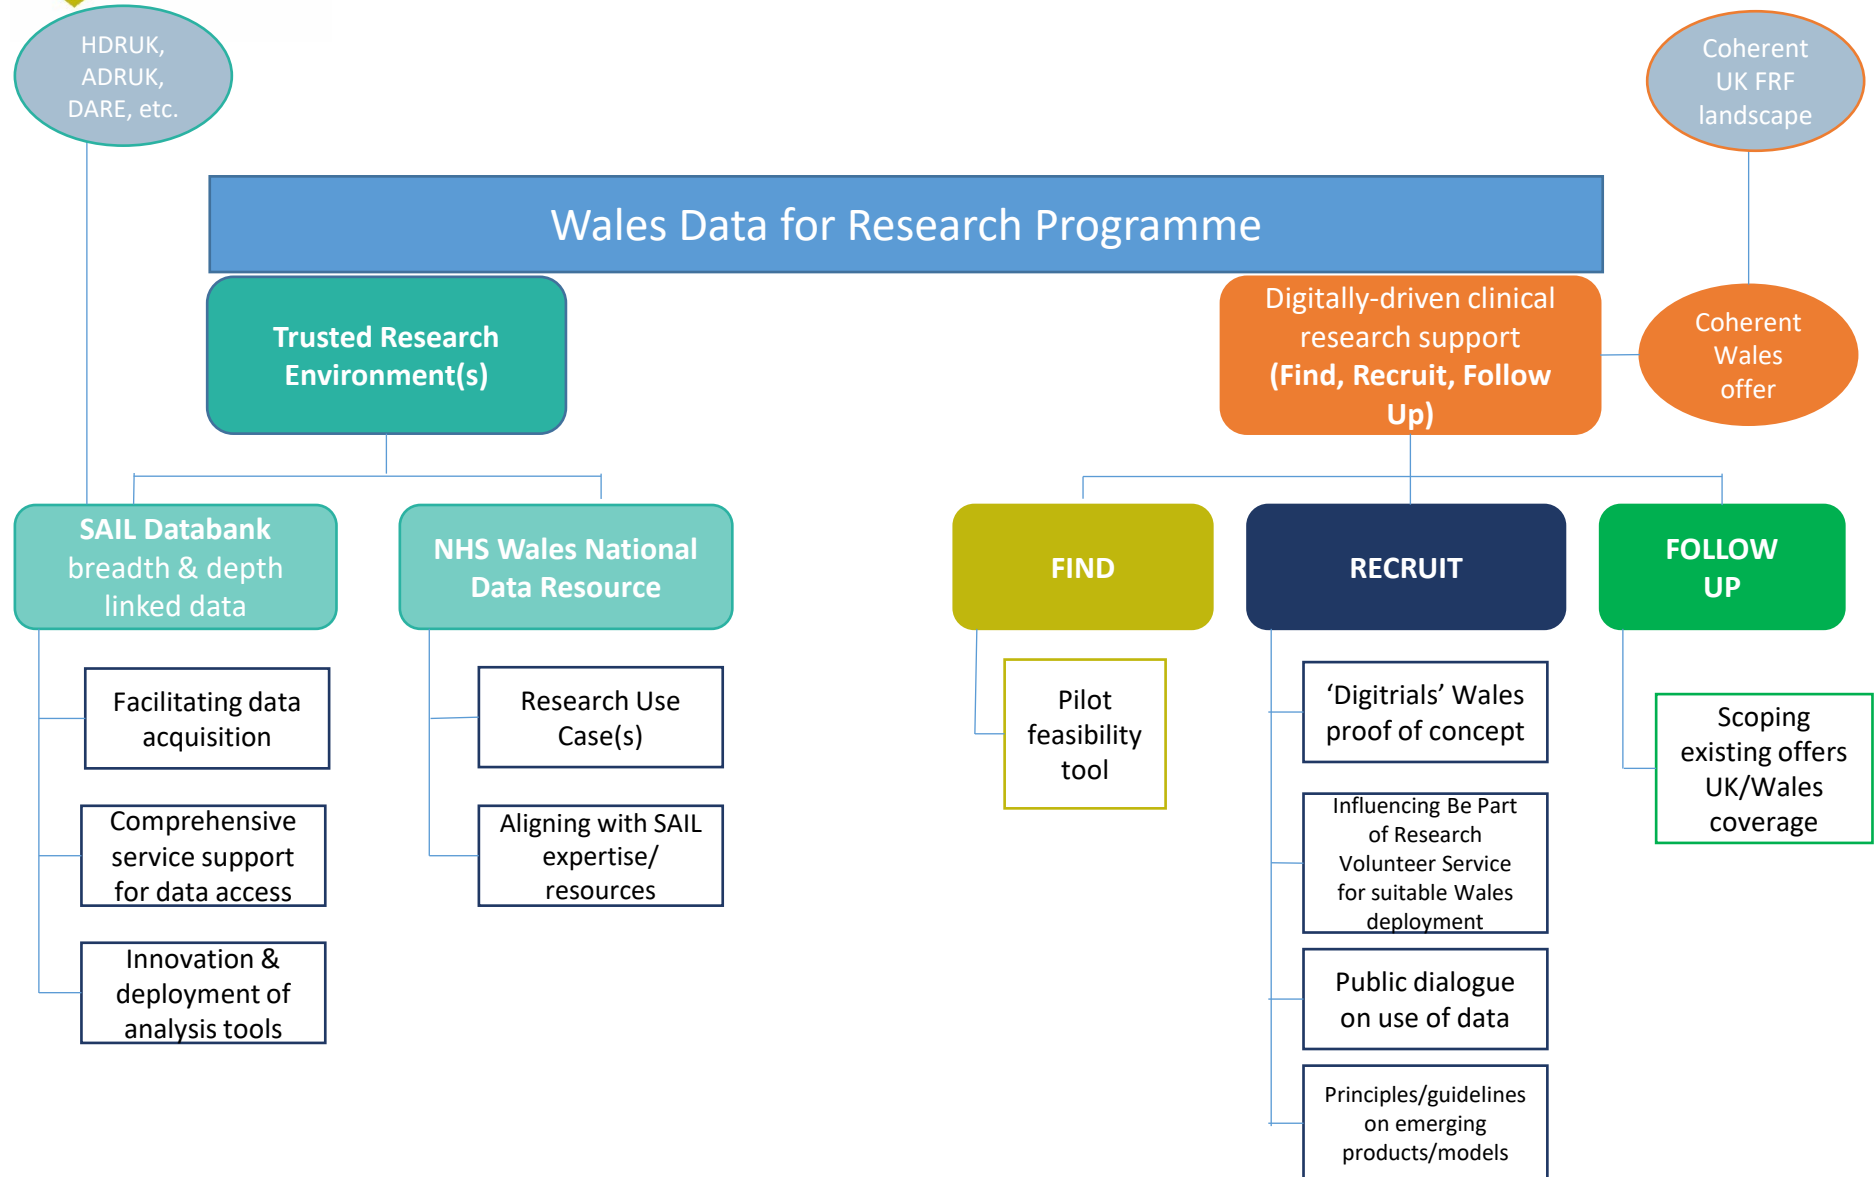 HDRUK,
ADRUK,
DARE, etc.
Coherent
UK FRF
landscape
Wales Data for Research Programme
Trusted Research
Environment(s)
Digitally-driven clinical
research support
(Find, Recruit, Follow
Up)
Coherent
Wales
offer
SAIL Databank
breadth & depth
linked data
NHS Wales National
Data Resource
FIND
RECRUIT
FOLLOW
UP
Facilitating data
acquisition
Comprehensive
service support
for data access
Innovation &
deployment of
analysis tools
Research Use
Case(s)
Aligning with SAIL
expertise/
resources
Pilot
feasibility
tool
‘Digitrials’ Wales
proof of concept
Influencing Be Part
of Research
Volunteer Service
for suitable Wales
deployment
Public dialogue
on use of data
Principles/guidelines
on emerging
products/models
Scoping
existing offers
UK/Wales
coverage